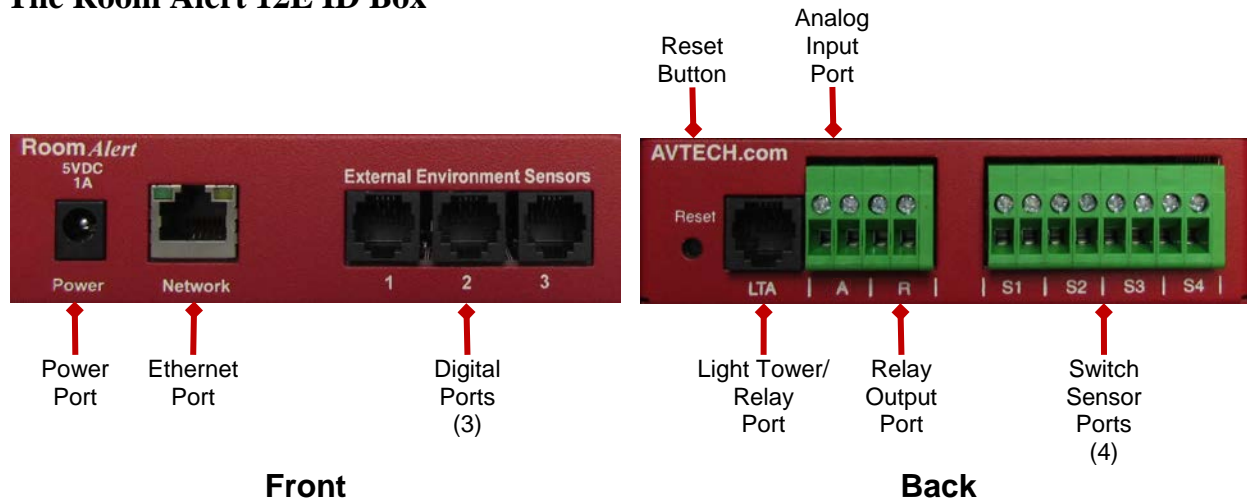 The Room Alert 12E ID Box
Reset
Button
Analog
Input
Port
Room Alert
5VDC
1A
External Environment Sensors
Power
Network
1 2 3
AVTECH.com
Reset
LTA | A | R |
| S1 | S2 | S3 | S4 |
Power
Port
Ethernet
Port
Digital
Ports
(3)
Light Tower/
Relay
Port
Relay
Output
Port
Switch
Sensor
Ports
(4)
Front
Back